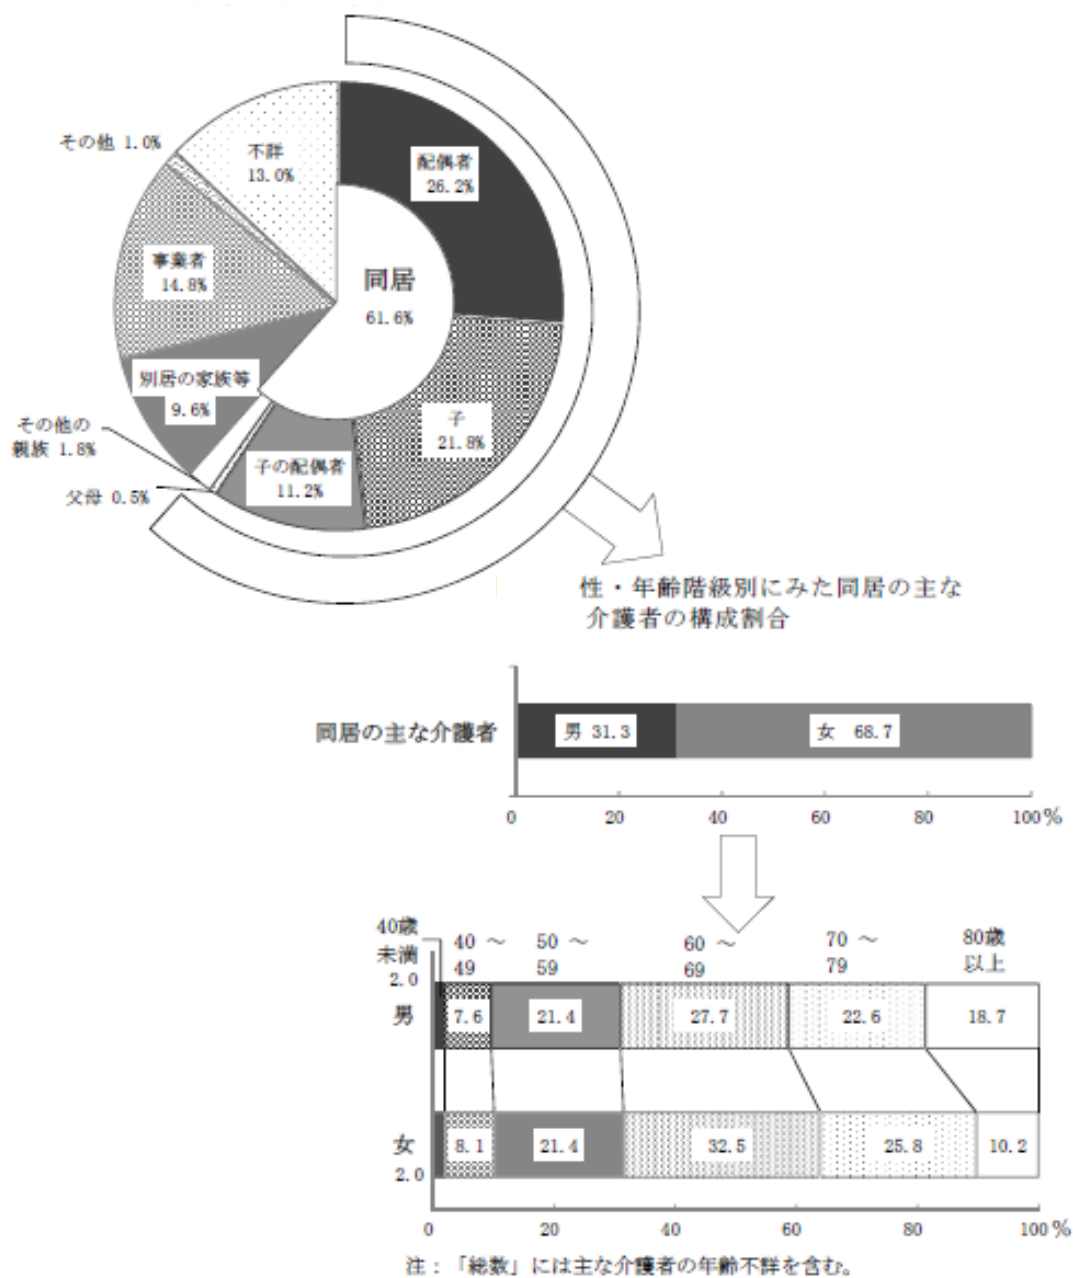 その他 1.0%
不詳
13.0%
配偶者
26.2%
事業者
14.8%
同居
61.6%
別居の家族等
9.6%
子
21.8%
その他の
親族 1.8%
子の配偶者
11.2%
父母 0.5%
性・年齢階級別にみた同居の主な
介護者の構成割合
同居の主な介護者
男 31.3
女 68.7
0 20 40 60 80 100%
40歳
未満
2.0
40 ～
49
50 ～
59
60 ～
69
70 ～
79
80歳
以上
男
7.6 21.4 27.7 22.6 18.7
女
8.1 21.4 32.5 25.8 10.2
2.0
0 20 40 60 80 100%
注：「総数」には主な介護者の年齢不詳を含む。